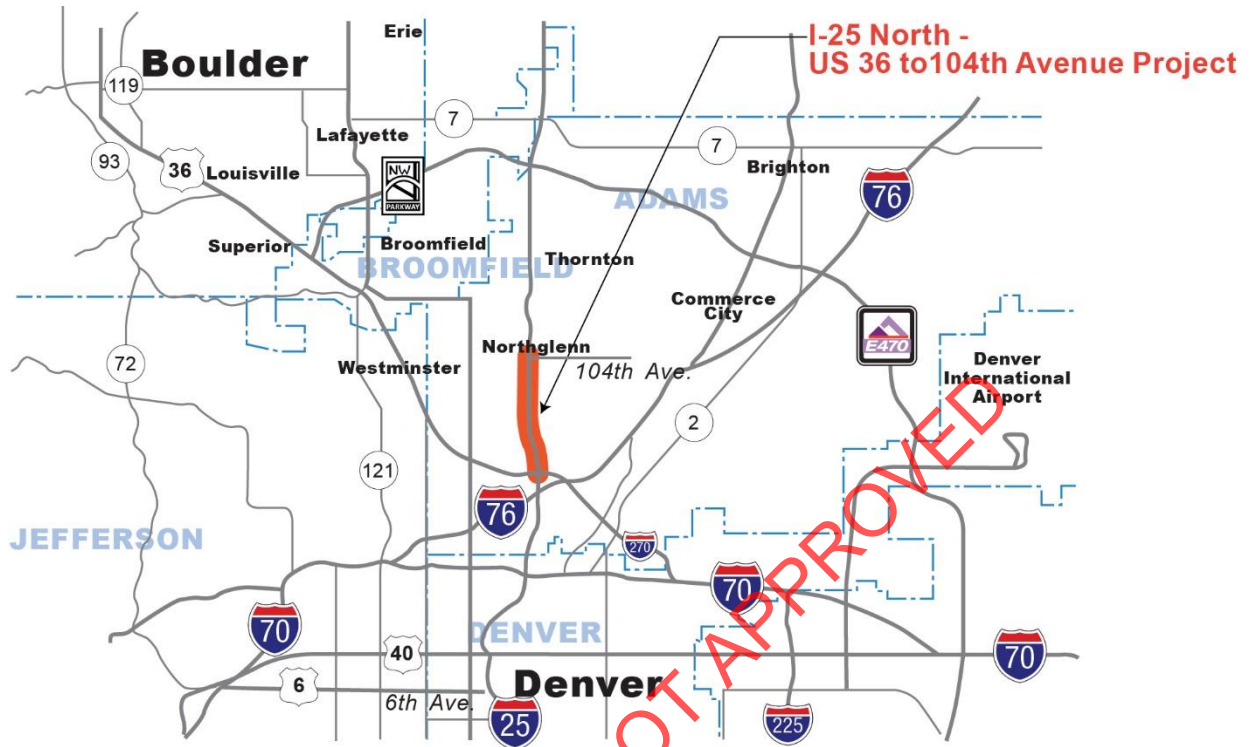 Erie
I-25 North -
US 36 to104th Avenue Project
Boulder
119
Lafayette
7
7
93
36
Louisville
NW
PARKWAY
Brighton
76
ADAMS
Superior
Broomfield
BROOMFIELD
Thornton
Commerce
City
E470
72
Westminster
Northglenn
104th Ave.
Denver
International
Airport
2
121
76
JEFFERSON
270
70
70
DENVER
40
70
6
6th Ave.
Denver
25
225
NOT APPROVED